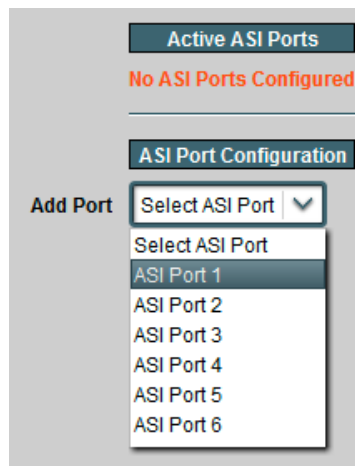 Active ASI Ports
No ASI Ports Configured
ASI Port Configuration
Add Port Select ASI Port
Select ASI Port
ASI Port 1
ASI Port 2
ASI Port 3
ASI Port 4
ASI Port 5
ASI Port 6